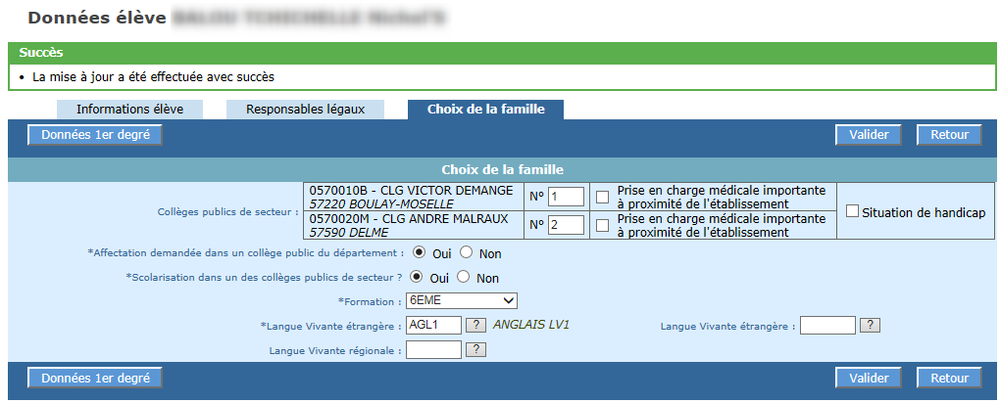 Données élève
Succès
• La mise à jour a été effectuée avec succès
Informations élève Responsables légaux Choix de la famille
Données 1er degré Valider Retour
Choix de la famille
Collèges publics de secteur :
0570010B - CLG VICTOR DEMANGE
57220 BOULAY-MOSELLE
N° 1
Prise en charge médicale importante
à proximité de l'établissement
0570020M - CLG ANDRE MALRAUX
57590 DELME
N° 2
Prise en charge médicale importante
à proximité de l'établissement
Situation de handicap
*Affectation demandée dans un collège public du département : Oui Non
*Scolarisation dans un des collèges publics de secteur ? Oui Non
*Formation : 6EME
*Langue Vivante étrangère : AGL1 ? ANGLAIS LV1 Langue Vivante étrangère : ?
Langue Vivante régionale : ?
Données 1er degré Valider Retour